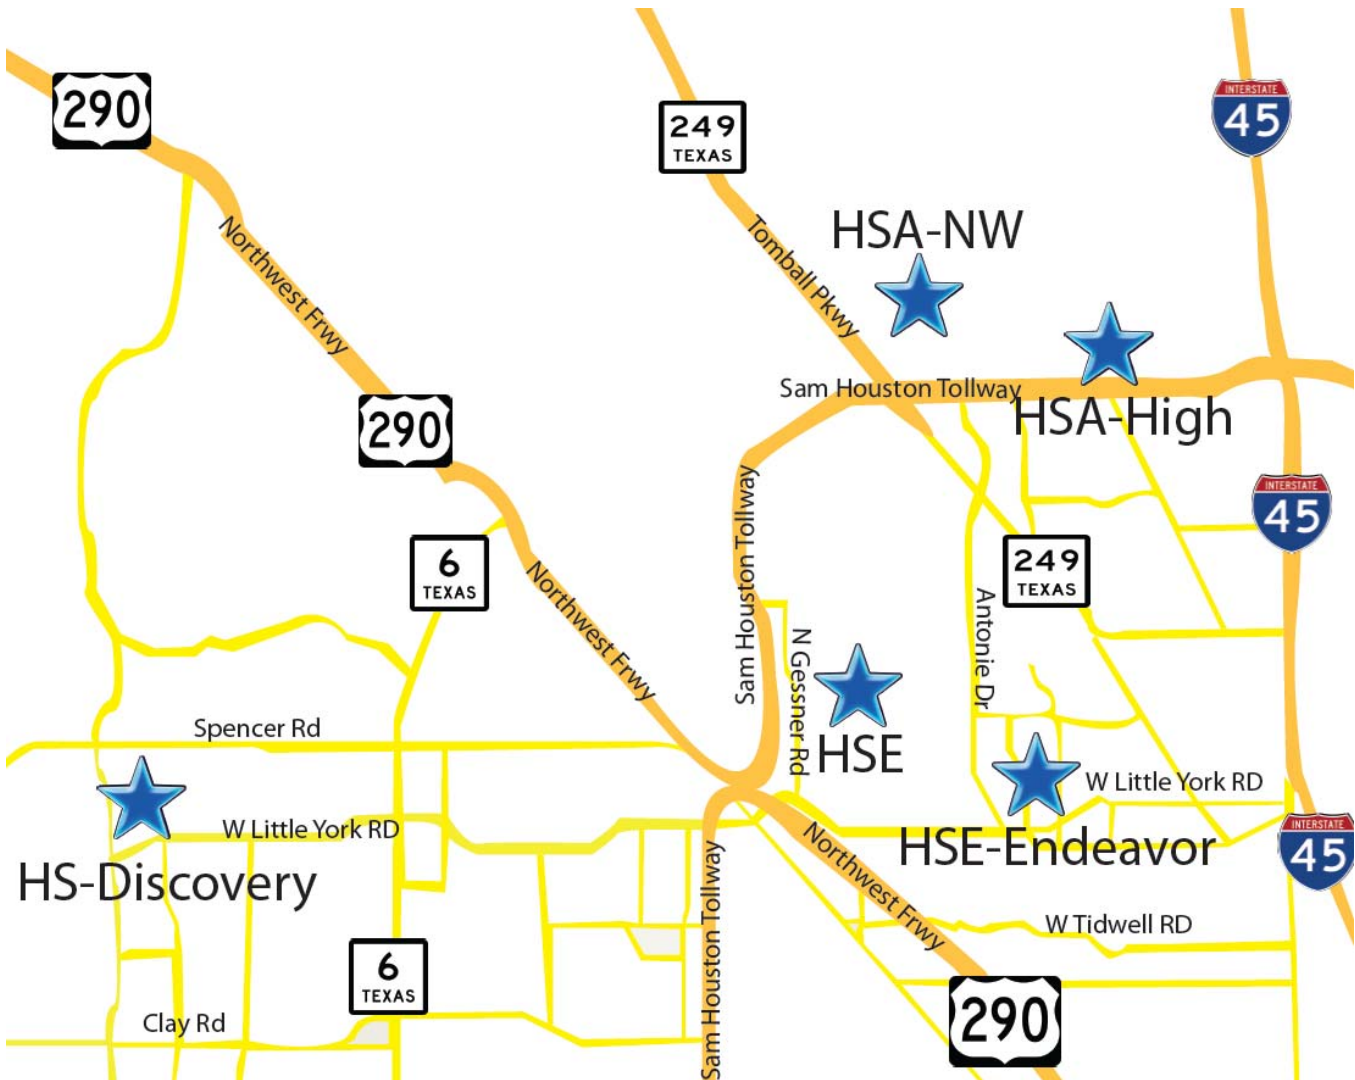 290
249
TEXAS
INTERSTATE
45
HSA-NW
Northwest Frwy
Tomball Pkwy
Sam Houston Tollway
HSA-High
290
Sam Houston Tollway
INTERSTATE
45
6
TEXAS
249
TEXAS
Northwest Frwy
N Gessner Rd
Antonie Dr
Spencer Rd
HSE
W Little York RD
W Little York RD
HSE-Endeavor
INTERSTATE
45
HS-Discovery
Northwest Frwy
Sam Houston Tollway
W Tidwell RD
6
TEXAS
Clay Rd
290